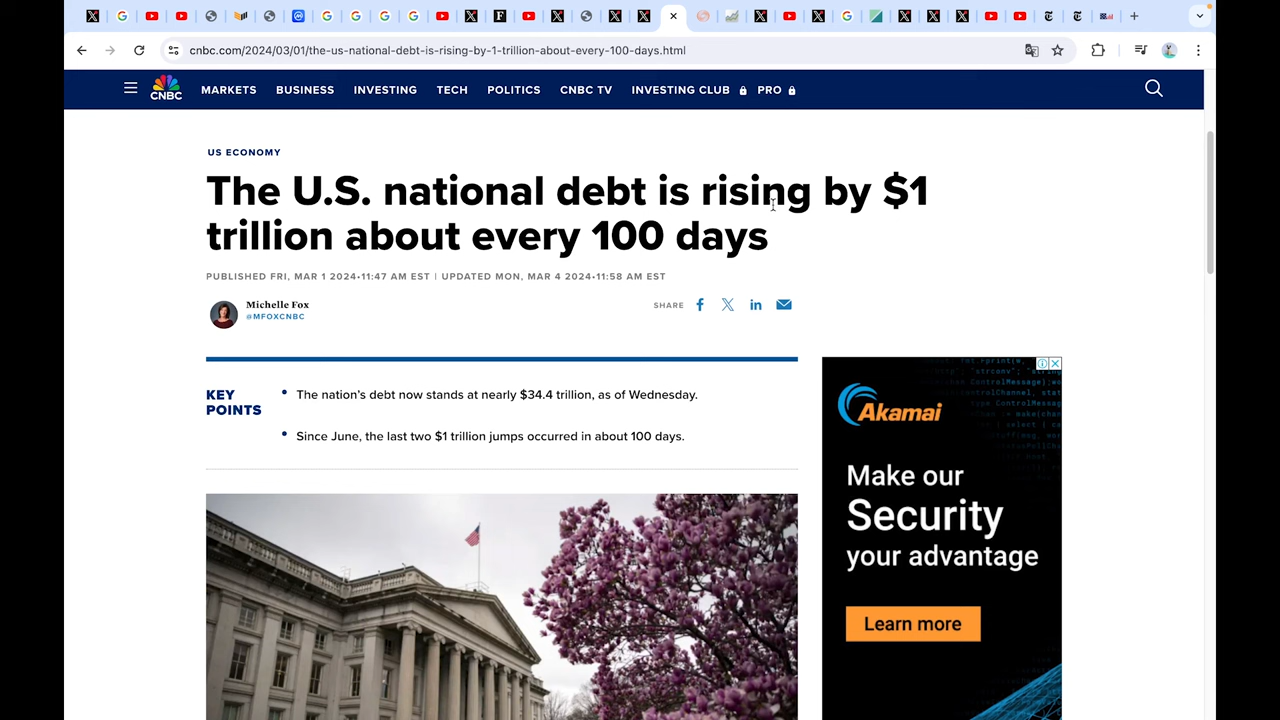 cnbc.com/2024/03/01/the-us-national-debt-is-rising-by-1-trillion-about-every-100-days.html
CNBC
MARKETS BUSINESS INVESTING TECH POLITICS CNBC TV INVESTING CLUB PRO
US ECONOMY
The U.S. national debt is rising by $1
trillion about every 100 days
PUBLISHED FRI, MAR 1 2024•11:47 AM EST | UPDATED MON, MAR 4 2024•11:58 AM EST
Michelle Fox
@MFOXCNBC
SHARE
KEY
POINTS
• The nation's debt now stands at nearly $34.4 trillion, as of Wednesday.
• Since June, the last two $1 trillion jumps occurred in about 100 days.
Akamai
Make our
Security
your advantage
Learn more